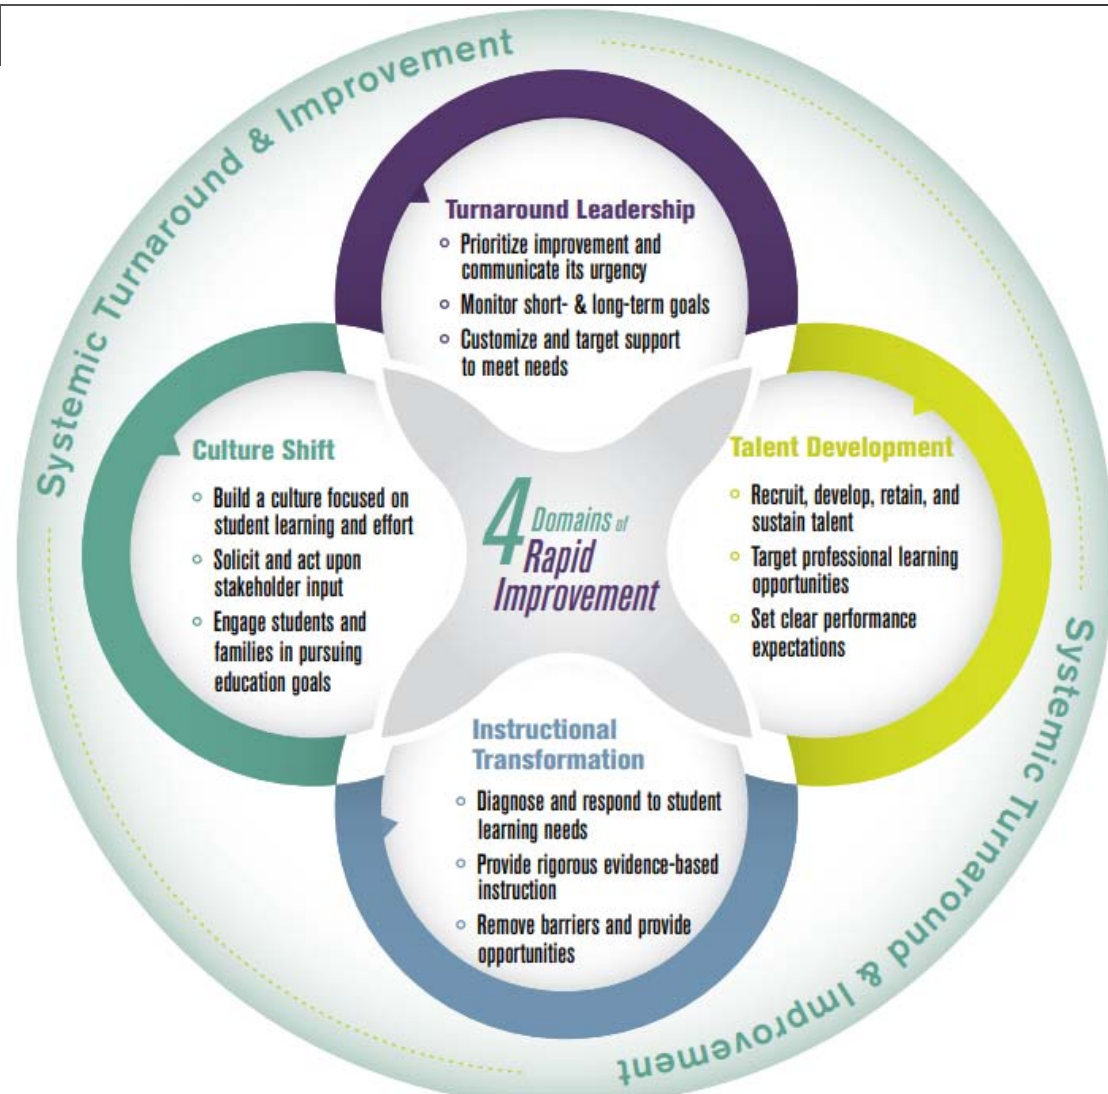 Systemic Turnaround & Improvement
Turnaround Leadership
Prioritize improvement and
communicate its urgency
Monitor short- & long-term goals
Customize and target support
to meet needs
Culture Shift
Build a culture focused on
student learning and effort
Solicit and act upon
stakeholder input
Engage students and
families in pursuing
education goals
4 Domains of
Rapid
Improvement
Talent Development
Recruit, develop, retain, and
sustain talent
Target professional learning
opportunities
Set clear performance
expectations
Instructional
Transformation
Diagnose and respond to student
learning needs
Provide rigorous evidence-based
instruction
Remove barriers and provide
opportunities
Systemic Turnaround & Improvement